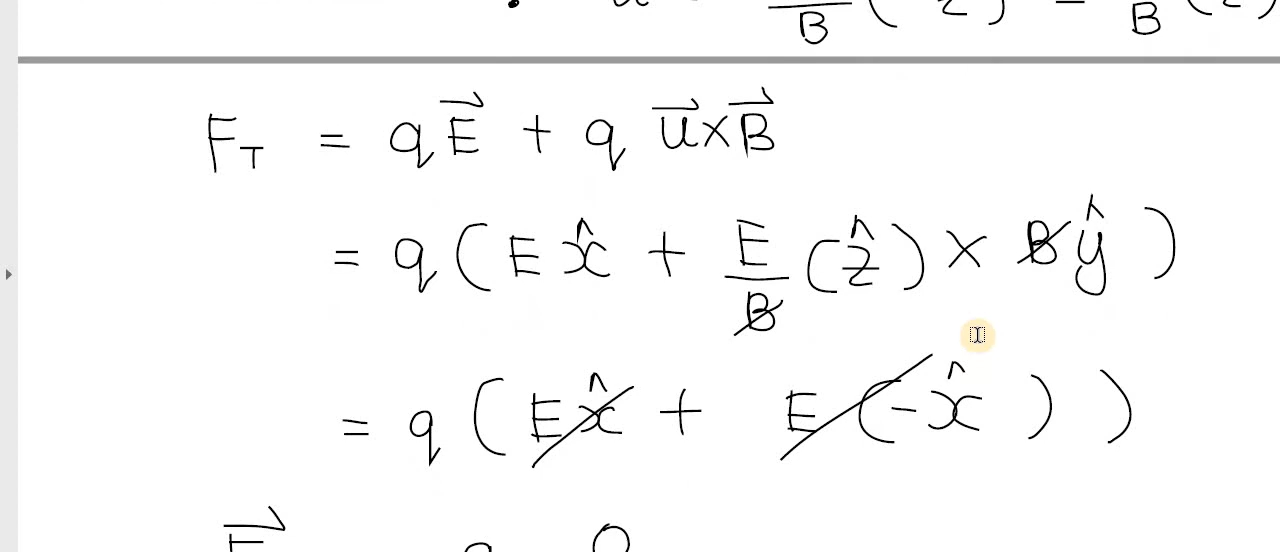 F_T = qE⃗ + q u⃗×B⃗
= q(E x̂ + E/B (ẑ) × B ŷ)
= q(E x̂ + E(-x̂))